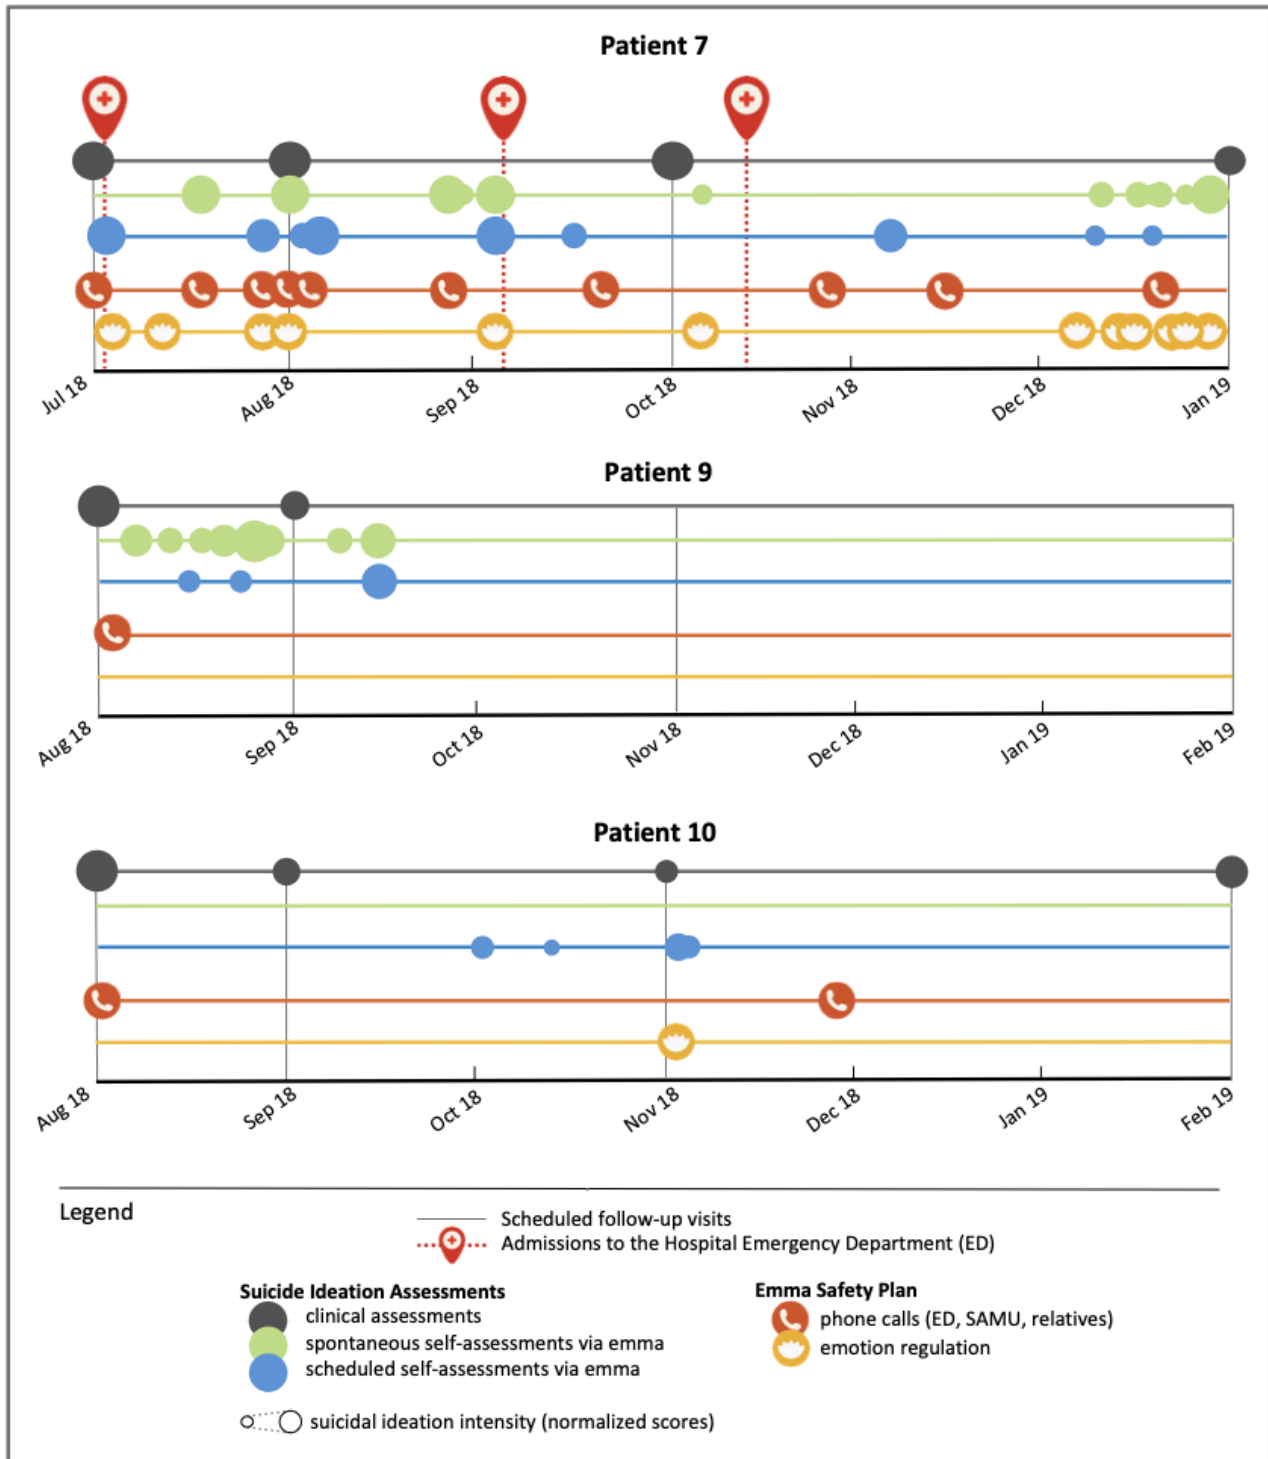 Patient 7
Jul 18
Aug 18
Sep 18
Oct 18
Nov 18
Dec 18
Jan 19
Patient 9
Aug 18
Sep 18
Oct 18
Nov 18
Dec 18
Jan 19
Feb 19
Patient 10
Aug 18
Sep 18
Oct 18
Nov 18
Dec 18
Jan 19
Feb 19
Legend
Scheduled follow-up visits
Admissions to the Hospital Emergency Department (ED)
Suicide Ideation Assessments
clinical assessments
spontaneous self-assessments via emma
scheduled self-assessments via emma
suicidal ideation intensity (normalized scores)
Emma Safety Plan
phone calls (ED, SAMU, relatives)
emotion regulation